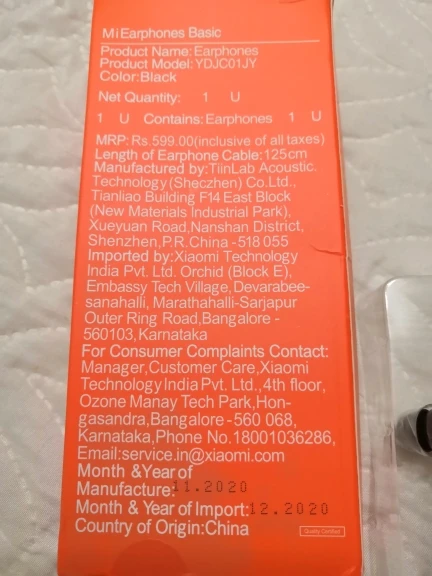 Mi Earphones Basic
Product Name: Earphones
Product Model: YDJC01JY
Color:Black
Net Quantity: 1 U
1 U Contains: Earphones 1 U
MRP: Rs.599.00(inclusive of all taxes)
Length of Earphone Cable: 125cm
Manufactured by:TiinLab Acoustic.
Technology (Sheczhen) Co.Ltd.,
Tianliao Building F14 East Block
(New Materials Industrial Park),
Xueyuan Road,Nanshan District,
Shenzhen,P.R.China - 518 055
Imported by:Xiaomi Technology
India Pvt. Ltd. Orchid (Block E),
Embassy Tech Village, Devarabee-
sanahalli, Marathahalli-Sarjapur
Outer Ring Road,Bangalore -
560103,Karnataka
For Consumer Complaints Contact:
Manager,Customer Care,Xiaomi
Technology India Pvt. Ltd.,4th floor,
Ozone Manay Tech Park,Hon-
gasandra,Bangalore - 560 068,
Karnataka,Phone No.18001036286,
Email:service.in@xiaomi.com
Month &Year of
Manufacture:11.2020
Month & Year of Import:12.2020
Country of Origin:China
Quality Certified